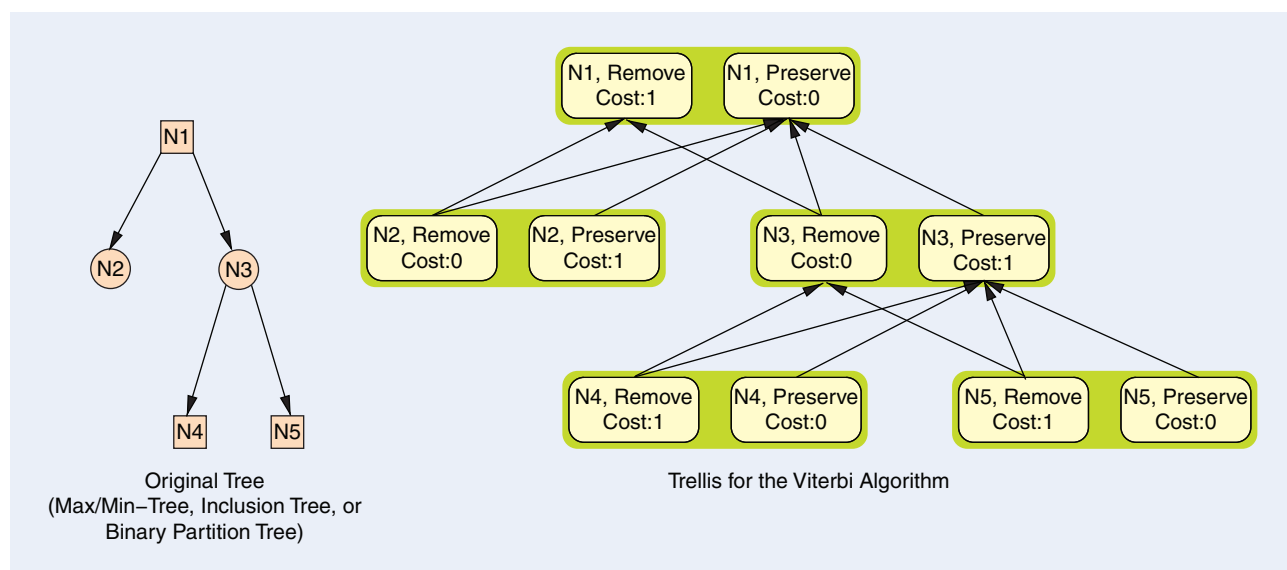 N1, Remove
Cost:1
N1, Preserve
Cost:0
N1
N2, Remove
Cost:0
N2, Preserve
Cost:1
N3, Remove
Cost:0
N3, Preserve
Cost:1
N2
N3
N4, Remove
Cost:1
N4, Preserve
Cost:0
N5, Remove
Cost:1
N5, Preserve
Cost:0
N4
N5
Original Tree
(Max/Min–Tree, Inclusion Tree, or
Binary Partition Tree)
Trellis for the Viterbi Algorithm